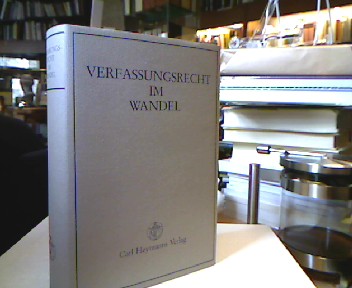 VERFASSUNGSRECHT
IM
WANDEL
Carl Heymanns Verlag